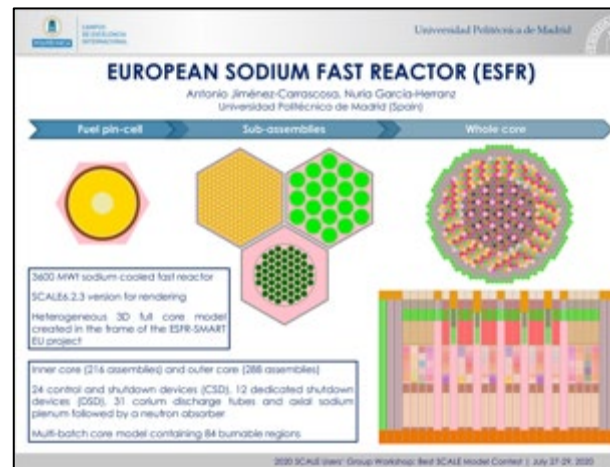 POLITÉCNICA
CAMPUS
DE EXCELENCIA
INTERNACIONAL
Universidad Politécnica de Madrid
EUROPEAN SODIUM FAST REACTOR (ESFR)
Antonio Jiménez-Carrascosa, Nuria García-Herranz
Universidad Politécnica de Madrid (Spain)
Fuel pin-cell
Sub-assemblies
Whole core
3600 MWt sodium cooled fast reactor
SCALE6.2.3 version for rendering
Heterogeneous 3D full core model
created in the frame of the ESFR-SMART
EU project
Inner core (216 assemblies) and outer core (288 assemblies)
24 control and shutdown devices (CSD), 12 dedicated shutdown
devices (DSD), 31 corium discharge tubes and axial sodium
plenum followed by a neutron absorber
Multi-batch core model containing 84 burnable regions
2020 SCALE Users' Group Workshop: Best SCALE Model Contest | July 27-29, 2020